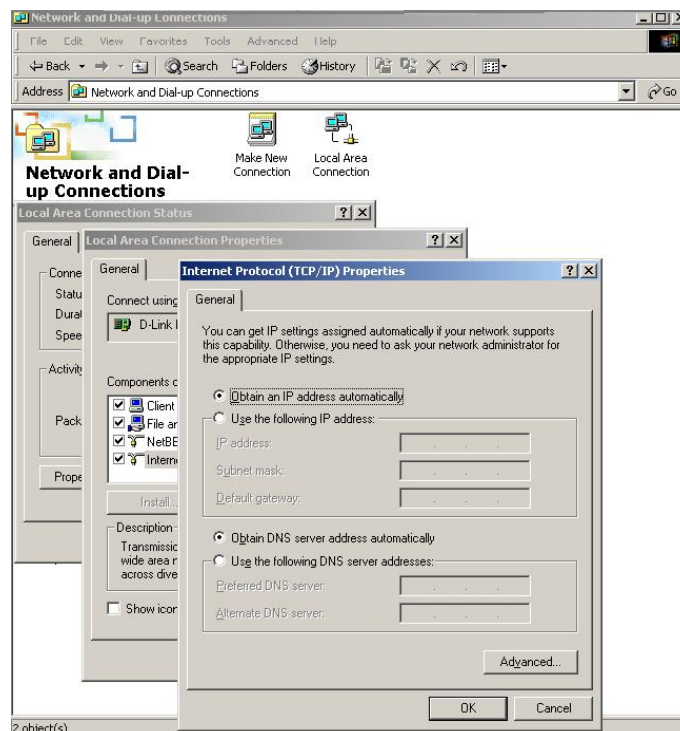 Network and Dial-up Connections
File Edit View Favorites Tools Advanced Help
Back Search Folders History
Address Network and Dial-up Connections Go
Network and Dial-
up Connections
Make New
Connection
Local Area
Connection
Local Area Connection Status
General
Conne
Statu
Durat
Spee
Activity
Pack
Prope
Local Area Connection Properties
General
Connect using
D-Link
Components c
Client
File ar
NetBE
Intern
Install...
Description
Transmissic
wide area r
across dive
Show icor
Internet Protocol (TCP/IP) Properties
General
You can get IP settings assigned automatically if your network supports
this capability. Otherwise, you need to ask your network administrator for
the appropriate IP settings.
Obtain an IP address automatically
Use the following IP address:
IP address:
Subnet mask:
Default gateway:
Obtain DNS server address automatically
Use the following DNS server addresses:
Preferred DNS server:
Alternate DNS server:
Advanced...
OK Cancel
2 object(s)